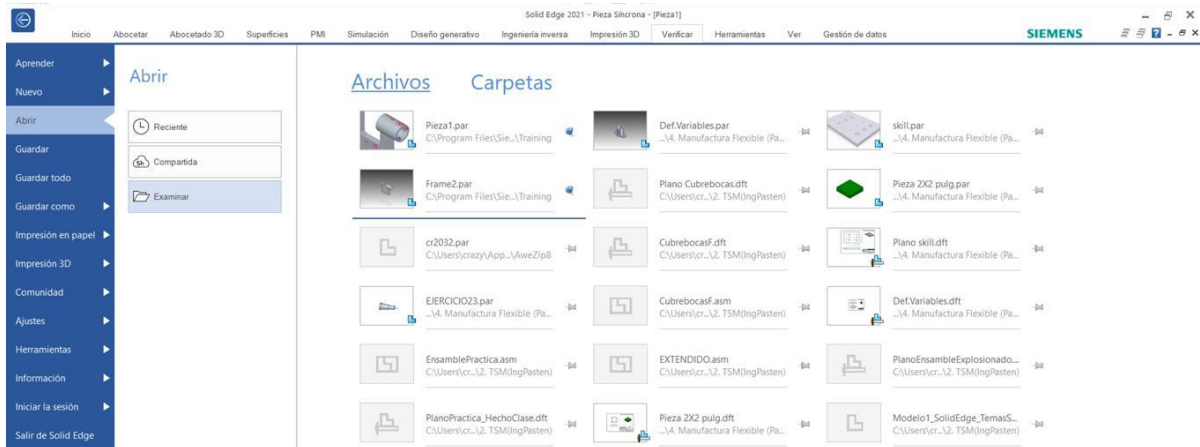 Solid Edge 2021 - Pieza Síncrona - [Pieza1]
Inicio Abocetar Abocetado 3D Superficies PMI Simulación Diseño generativo Ingeniería inversa Impresión 3D Verificar Herramientas Ver Gestión de datos SIEMENS
Aprender
Nuevo
Abrir
Guardar
Guardar todo
Guardar como
Impresión en papel
Impresión 3D
Comunidad
Ajustes
Herramientas
Información
Iniciar la sesión
Salir de Solid Edge
Abrir
Reciente
Compartida
Examinar
Archivos Carpetas
Pieza1.par
C:\Program Files\Sie...\Training
Def.Variables.par
...\4. Manufactura Flexible (Pa...
skill.par
...\4. Manufactura Flexible (Pa...
Frame2.par
C:\Program Files\Sie...\Training
Plano Cubrebocas.dft
C:\Users\cr...\2. TSM(IngPasten)
Pieza 2X2 pulg.par
...\4. Manufactura Flexible (Pa...
cr2032.par
C:\Users\crazy\App...\AweZip8
CubrebocasF.dft
C:\Users\cr...\2. TSM(IngPasten)
Plano skill.dft
...\4. Manufactura Flexible (Pa...
EJERCICIO23.par
...\4. Manufactura Flexible (Pa...
CubrebocasF.asm
C:\Users\cr...\2. TSM(IngPasten)
Def.Variables.dft
...\4. Manufactura Flexible (Pa...
EnsamblePractica.asm
C:\Users\cr...\2. TSM(IngPasten)
EXTENDIDO.asm
C:\Users\cr...\2. TSM(IngPasten)
PlanoEnsambleExplosionado...
C:\Users\cr...\2. TSM(IngPasten)
PlanoPractica_HechoClase.dft
C:\Users\cr...\2. TSM(IngPasten)
Pieza 2X2 pulg.dft
...\4. Manufactura Flexible (Pa...
Modelo1_SolidEdge_TemasS...
C:\Users\cr...\2. TSM(IngPasten)